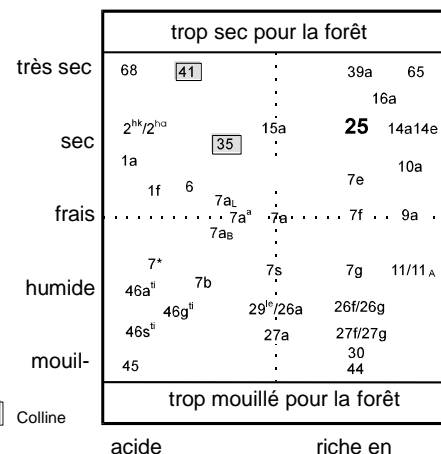 trop sec pour la forêt
très sec 68 41 39a 65
16a
2hk/2ha 15a 25 14a14e
sec 35
1a 10a
1f 6 7e
7aL
frais 7aa 7a 7f 9a
7aB
7* 7s 7g 11/11A
humide 46ati 7b
46gti 29le/26a 26f/26g
46sti 27a 27f/27g
mouil- 30
45 44
trop mouillé pour la forêt
Colline
acide riche en